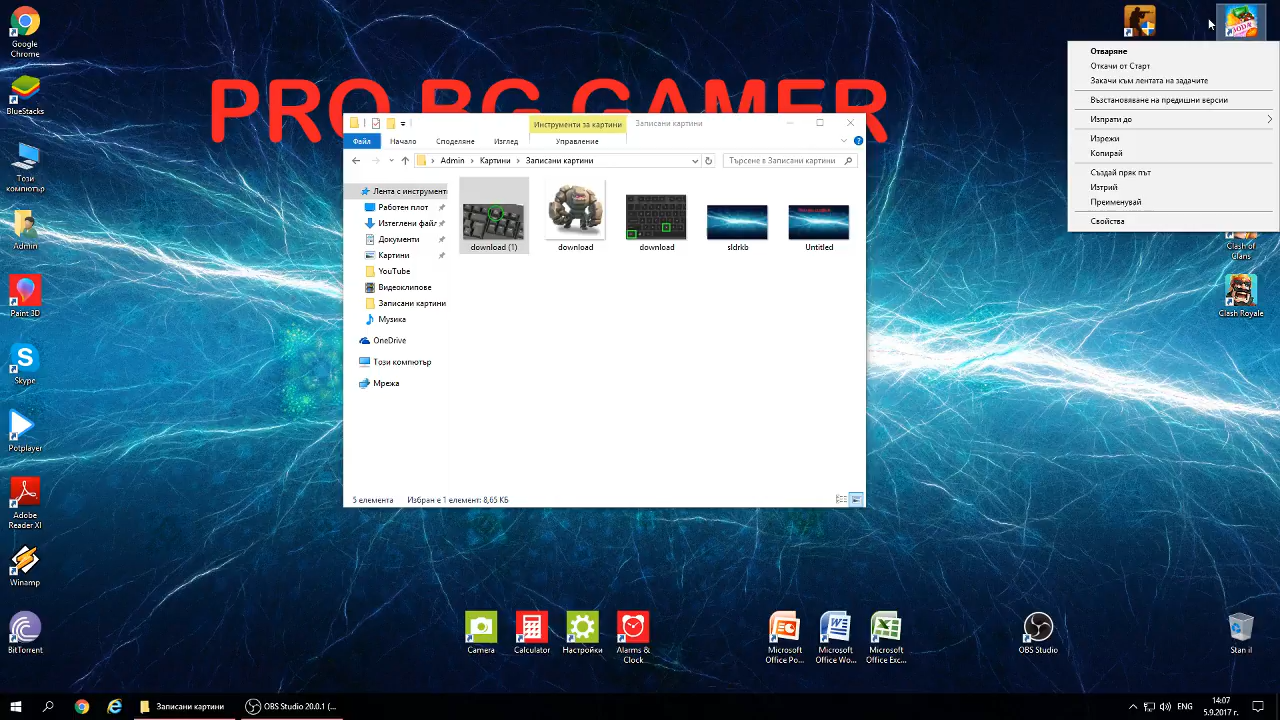 Google
Chrome
BlueStacks
Този
компютър
Admin
Paint 3D
Skype
Potplayer
Adobe
Reader XI
Winamp
BitTorrent
PRO BG GAMER
Инструменти за картини
Записани картини
Файл
Начало
Споделяне
Изглед
Управление
Admin
Картини
Записани картини
Търсене в Записани картини
Лента с инструмент
Работен плот
Изтеглени файл
Документи
Картини
YouTube
Видеоклипове
Записани картини
Музика
OneDrive
Този компютър
Мрежа
download (1)
download
download
sldrkb
Untitled
5 елемента
Избран е 1 елемент: 8,65 КБ
Отваряне
Откачи от Старт
Закачи към лентата на задачите
Възстановяване на предишни версии
Изпрати до
Изрежи
Копирай
Създай пряк път
Изтрий
Преименувай
Свойства
Clash of
Clans
Clash Royale
Camera
Calculator
Настройки
Alarms &
Clock
Microsoft
Office Po...
Microsoft
Office Wo...
Microsoft
Office Exc...
OBS Studio
Stan il
Записани картини
OBS Studio 20.0.1 (...
ENG
14:07
5.9.2017 г.